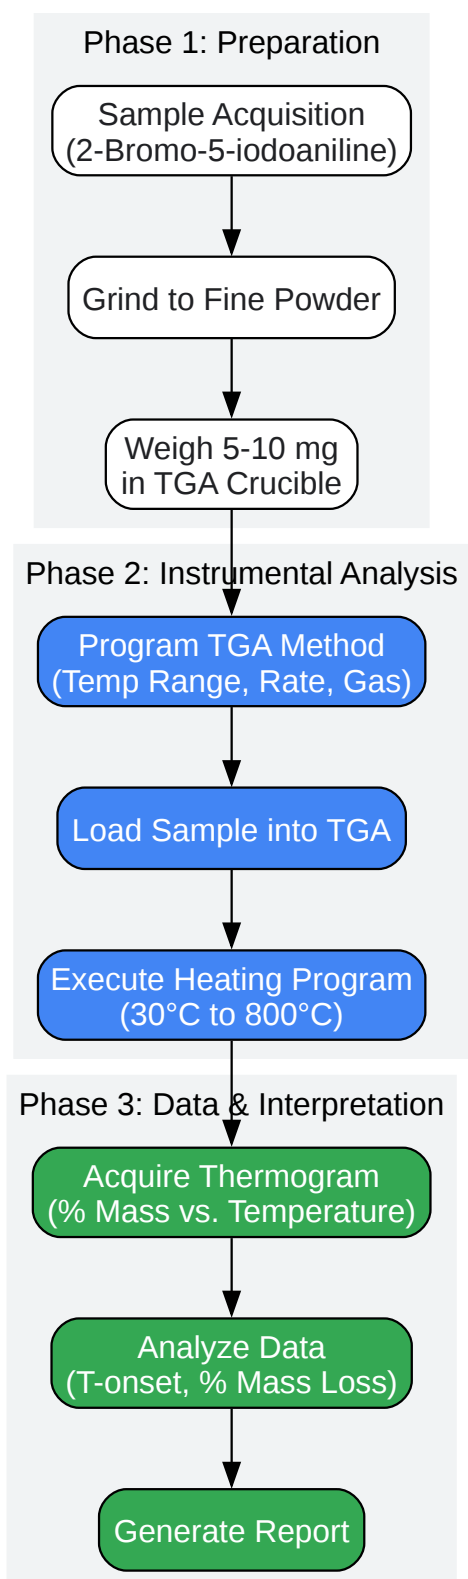 Phase 1: Preparation
Sample Acquisition
(2-Bromo-5-iodoaniline)
Grind to Fine Powder
Weigh 5-10 mg
in TGA Crucible
Phase 2: Instrumental Analysis
Program TGA Method
(Temp Range, Rate, Gas)
Load Sample into TGA
Execute Heating Program
(30°C to 800°C)
Phase 3: Data & Interpretation
Acquire Thermogram
(% Mass vs. Temperature)
Analyze Data
(T-onset, % Mass Loss)
Generate Report